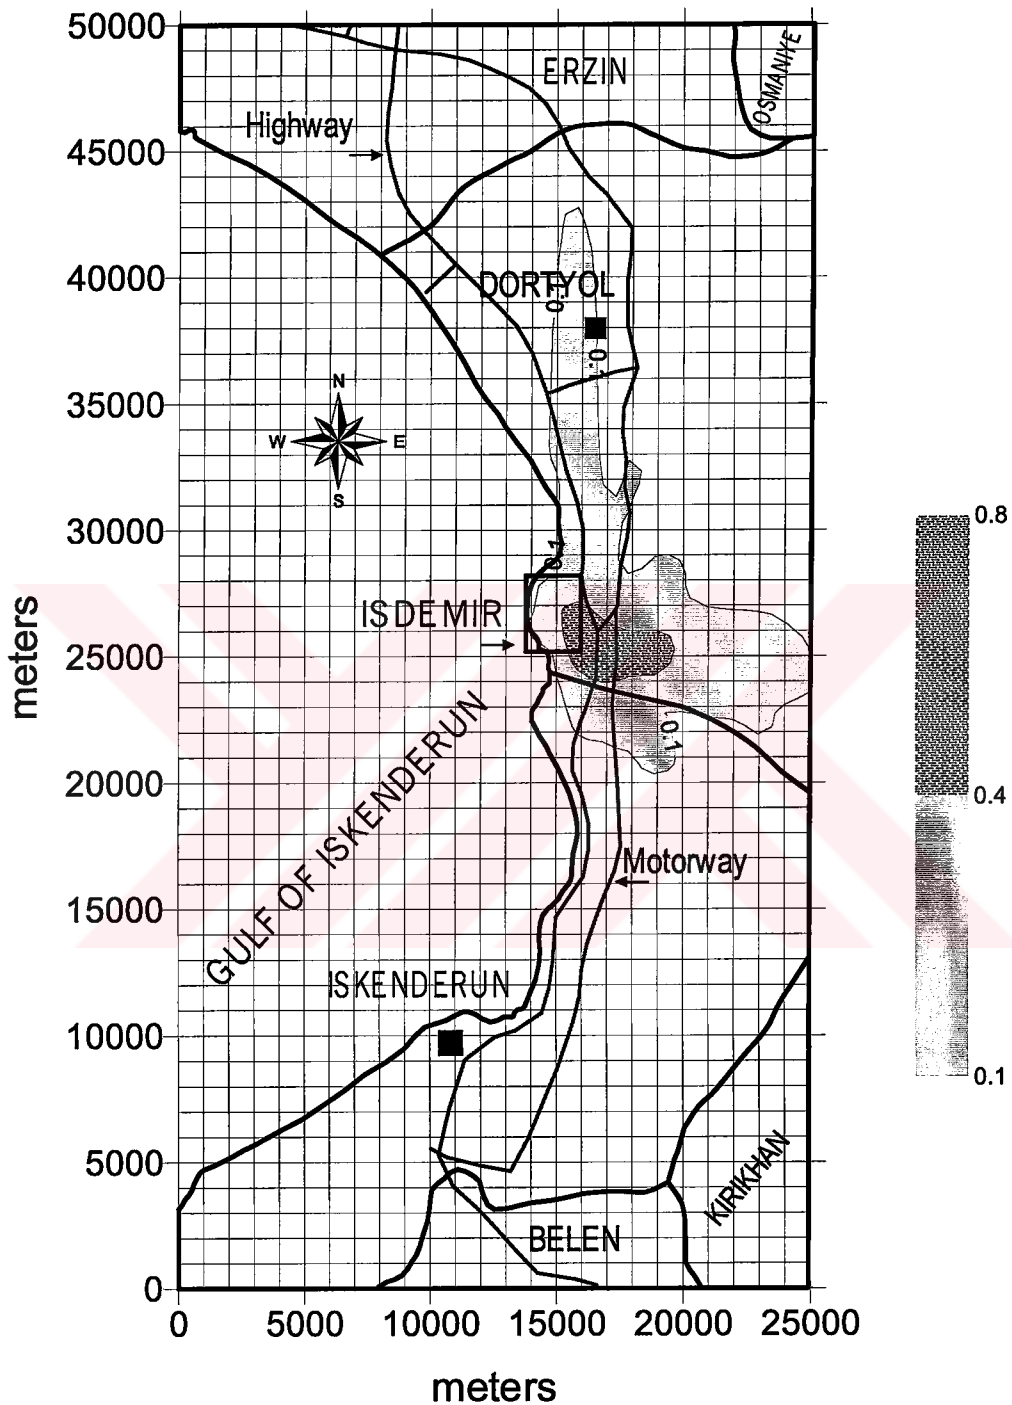 50000
ERZIN
OSMANIYE
Highway
45000
40000
DORTYOL
0.1
0.1
35000
N
W E
S
30000
0.8
0.1
ISDEMIR
25000
meters
0.1
GULF OF ISKENDERUN
20000
0.4
Motorway
15000
ISKENDERUN
10000
0.1
5000
KIRIKHAN
BELEN
0
0 5000 10000 15000 20000 25000
meters